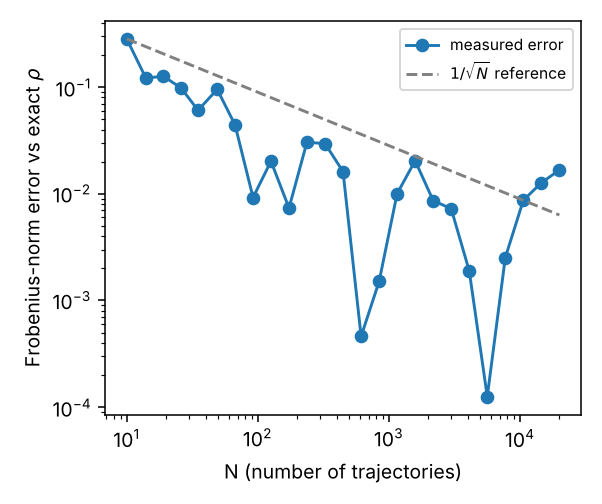 measured error
1/√N reference
10⁻¹
10⁻²
10⁻³
10⁻⁴
Frobenius-norm error vs exact ρ
10¹
10²
10³
10⁴
N (number of trajectories)